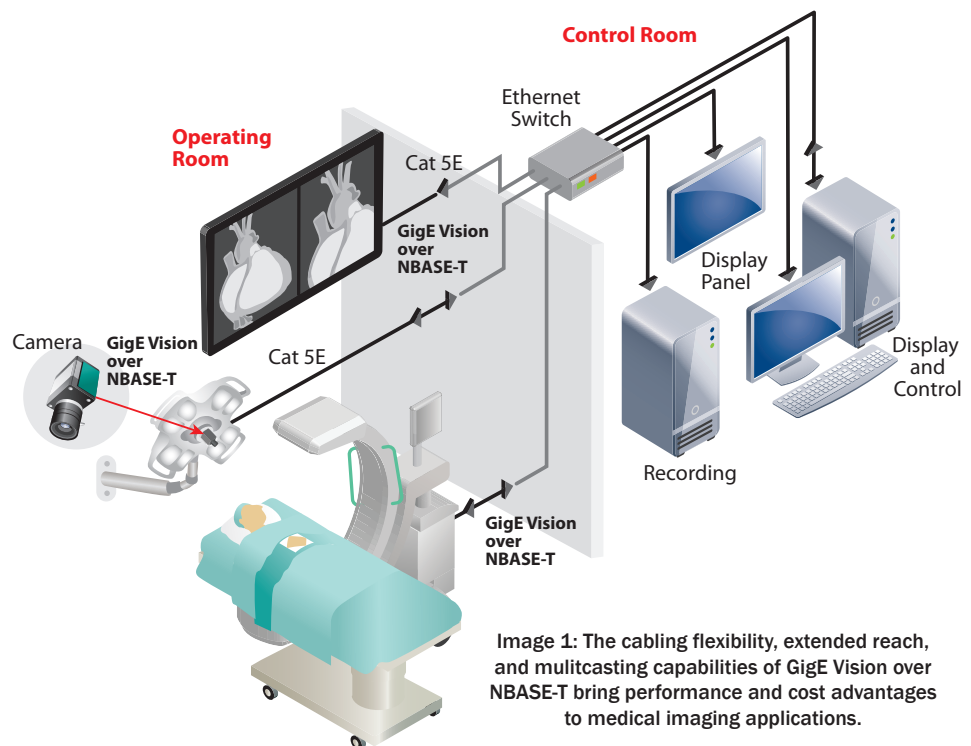 Control Room
Ethernet
Switch
Operating
Room
Cat 5E
GigE Vision
over
NBASE-T
Display
Panel
Camera
GigE Vision
over
NBASE-T
Cat 5E
Display
and
Control
Recording
GigE Vision
over
NBASE-T
Image 1: The cabling flexibility, extended reach,
and mulitcasting capabilities of GigE Vision over
NBASE-T bring performance and cost advantages
to medical imaging applications.